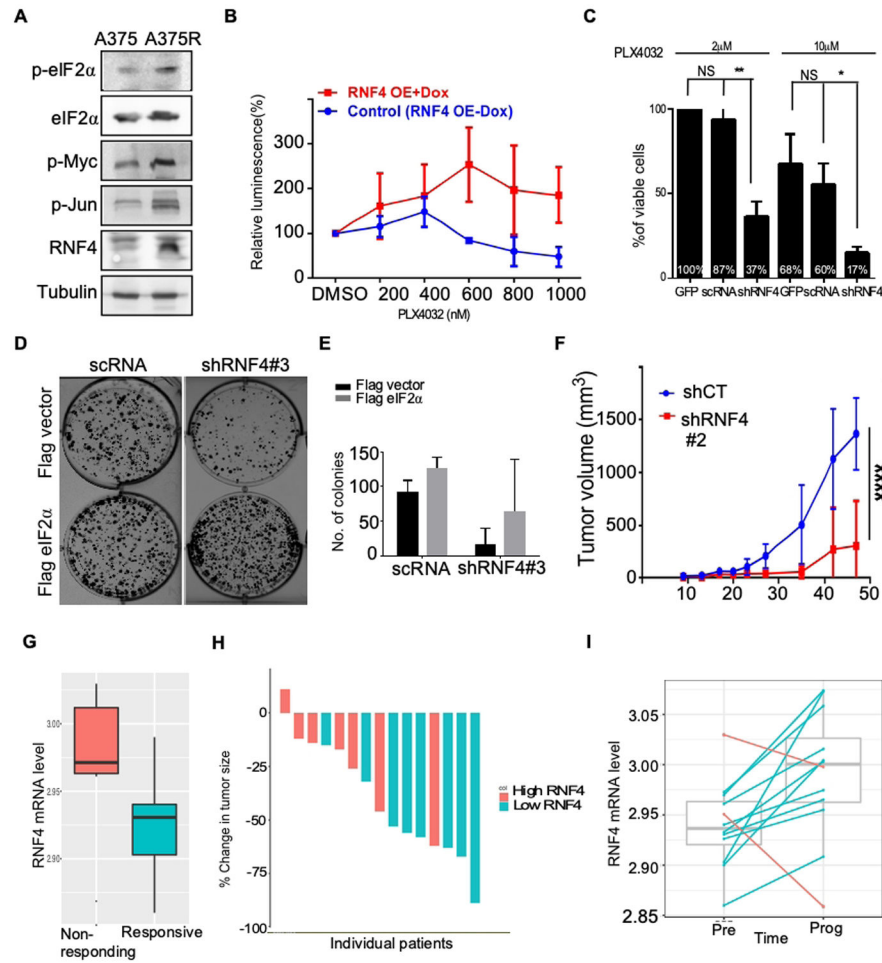 A
A375 A375R
p-eIF2α
eIF2α
p-Myc
p-Jun
RNF4
Tubulin
B
RNF4 OE+Dox
Control (RNF4 OE-Dox)
Relative luminescence(%)
300
200
100
0
DMSO 200 400 600 800 1000
PLX4032 (nM)
C
PLX4032 2μM 10μM
NS ** NS *
% of viable cells
100
50
0
100% 87% 37% 68% 60% 17%
GFP scRNA shRNF4 GFP scRNA shRNF4
D
scRNA shRNF4#3
Flag vector
Flag eIF2α
E
Flag vector
Flag eIF2α
No. of colonies
150
100
50
0
scRNA shRNF4#3
F
shCT
shRNF4
#2
Tumor volume (mm³)
1500
1000
500
0
0 10 20 30 40 50
****
G
RNF4 mRNA level
3.00
2.95
2.90
Non-
responding
Responsive
H
% Change in tumor size
0
-25
-50
-75
-100
High RNF4
Low RNF4
Individual patients
I
RNF4 mRNA level
3.05
3.00
2.95
2.90
2.85
Pre Time Prog